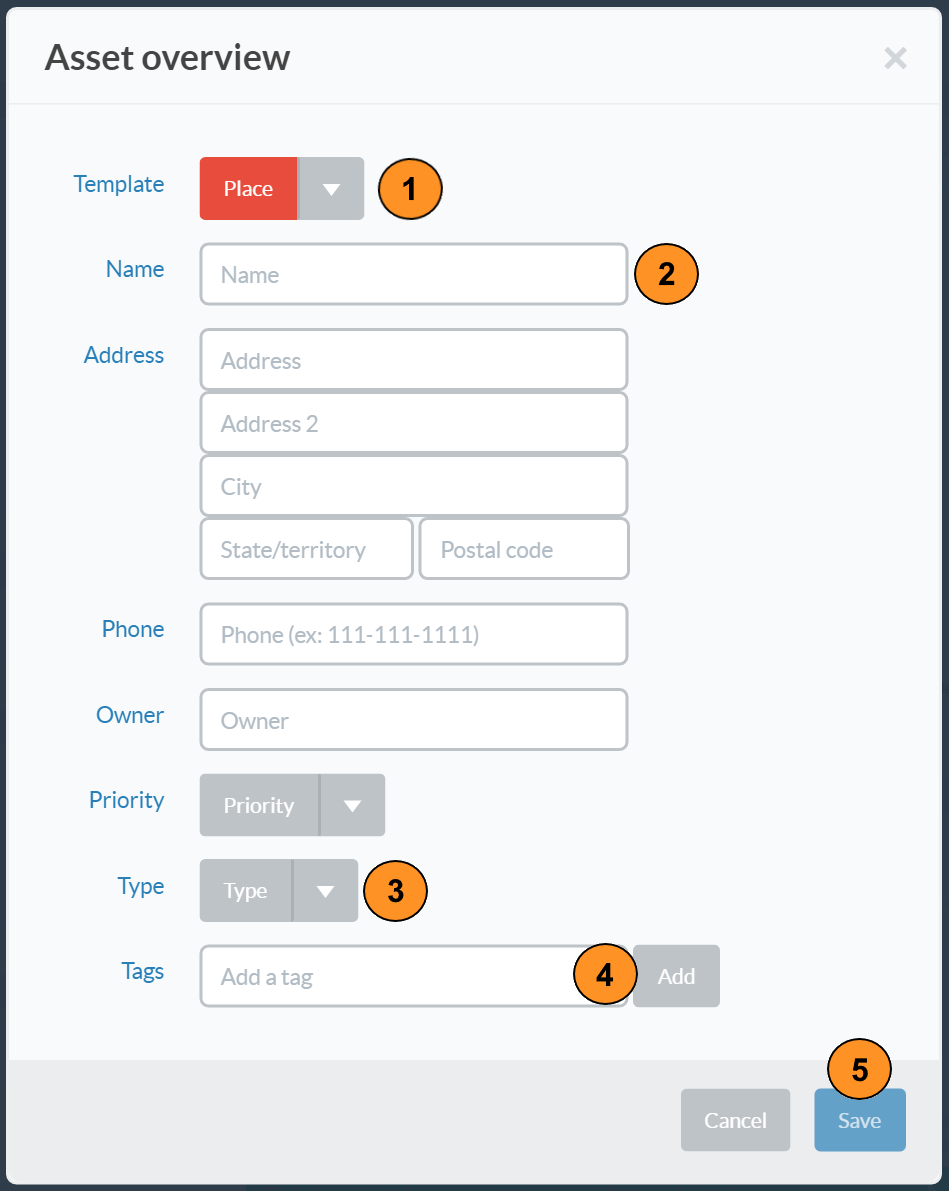 Asset overview ×
Template Place 1
Name Name 2
Address Address
Address 2
City
State/territory Postal code
Phone Phone (ex: 111-111-1111)
Owner Owner
Priority Priority
Type Type 3
Tags Add a tag 4 Add
5
Cancel Save